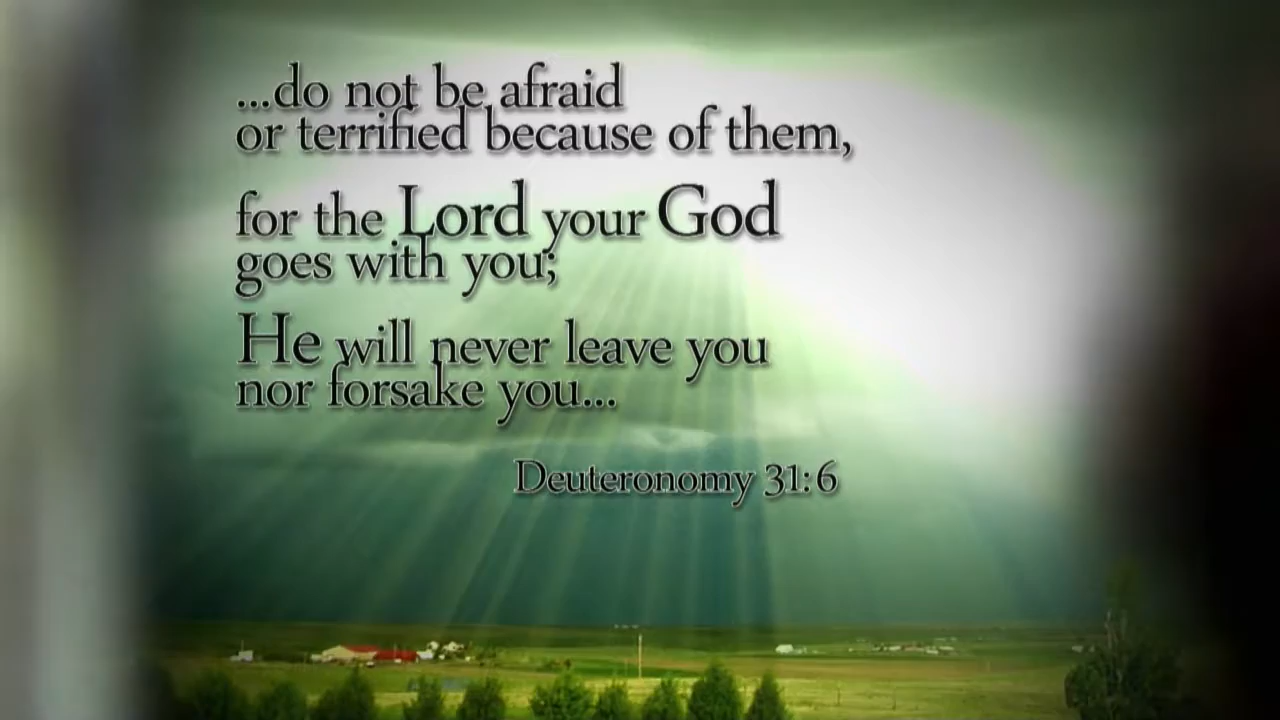 ...do not be afraid
or terrified because of them,
for the Lord your God
goes with you;
He will never leave you
nor forsake you...
Deuteronomy 31:6